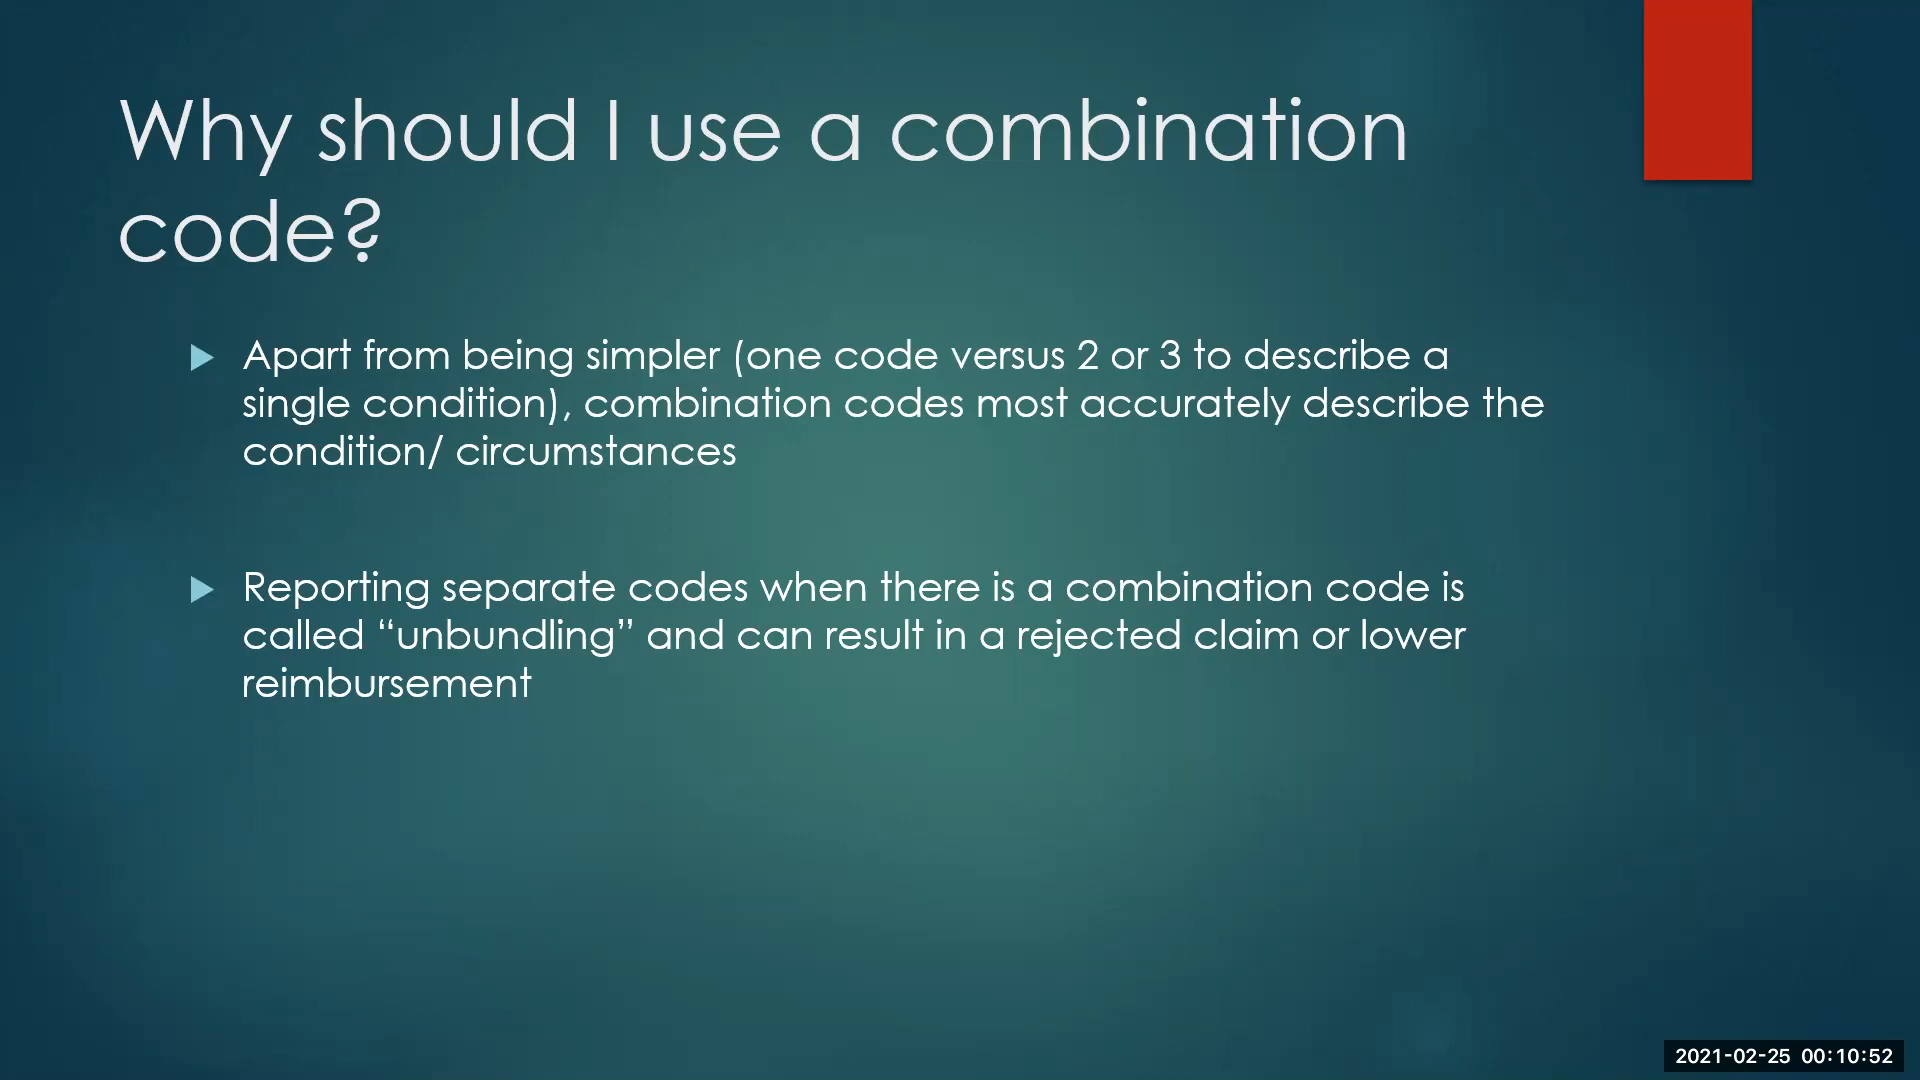 Why should I use a combination
code?
Apart from being simpler (one code versus 2 or 3 to describe a
single condition), combination codes most accurately describe the
condition/ circumstances
Reporting separate codes when there is a combination code is
called “unbundling” and can result in a rejected claim or lower
reimbursement
2021-02-25 00:10:52